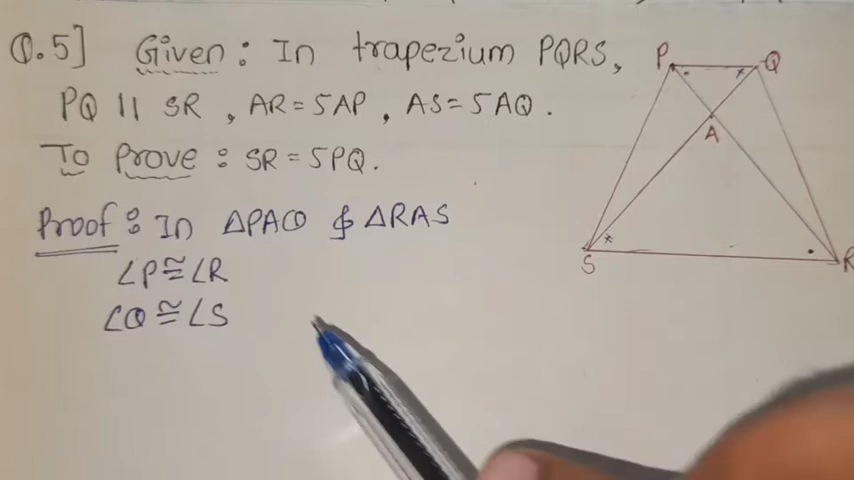 Q.5] Given: In trapezium PQRS,
PQ || SR , AR = 5AP , AS = 5AQ .
To Prove : SR = 5PQ.
Proof : In △PAQ & △RAS
∠P ≅ ∠R
∠Q ≅ ∠S
P Q
A
S R